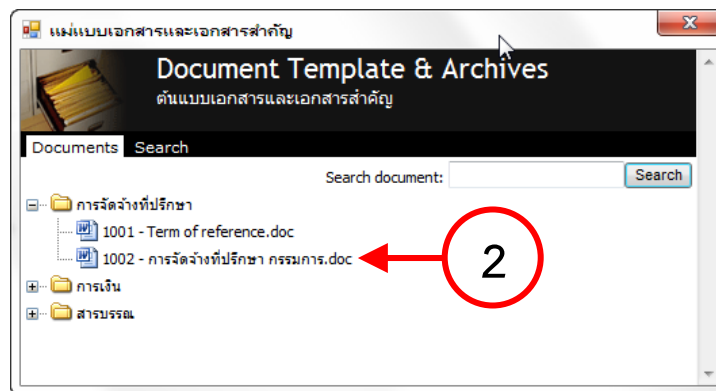 แม่แบบเอกสารและเอกสารสำคัญ
Document Template & Archives
ต้นแบบเอกสารและเอกสารสำคัญ
Documents Search
Search document: Search
การจัดจ้างที่ปรึกษา
1001 - Term of reference.doc
1002 - การจัดจ้างที่ปรึกษา กรรมการ.doc
2
การเงิน
สารบรรณ